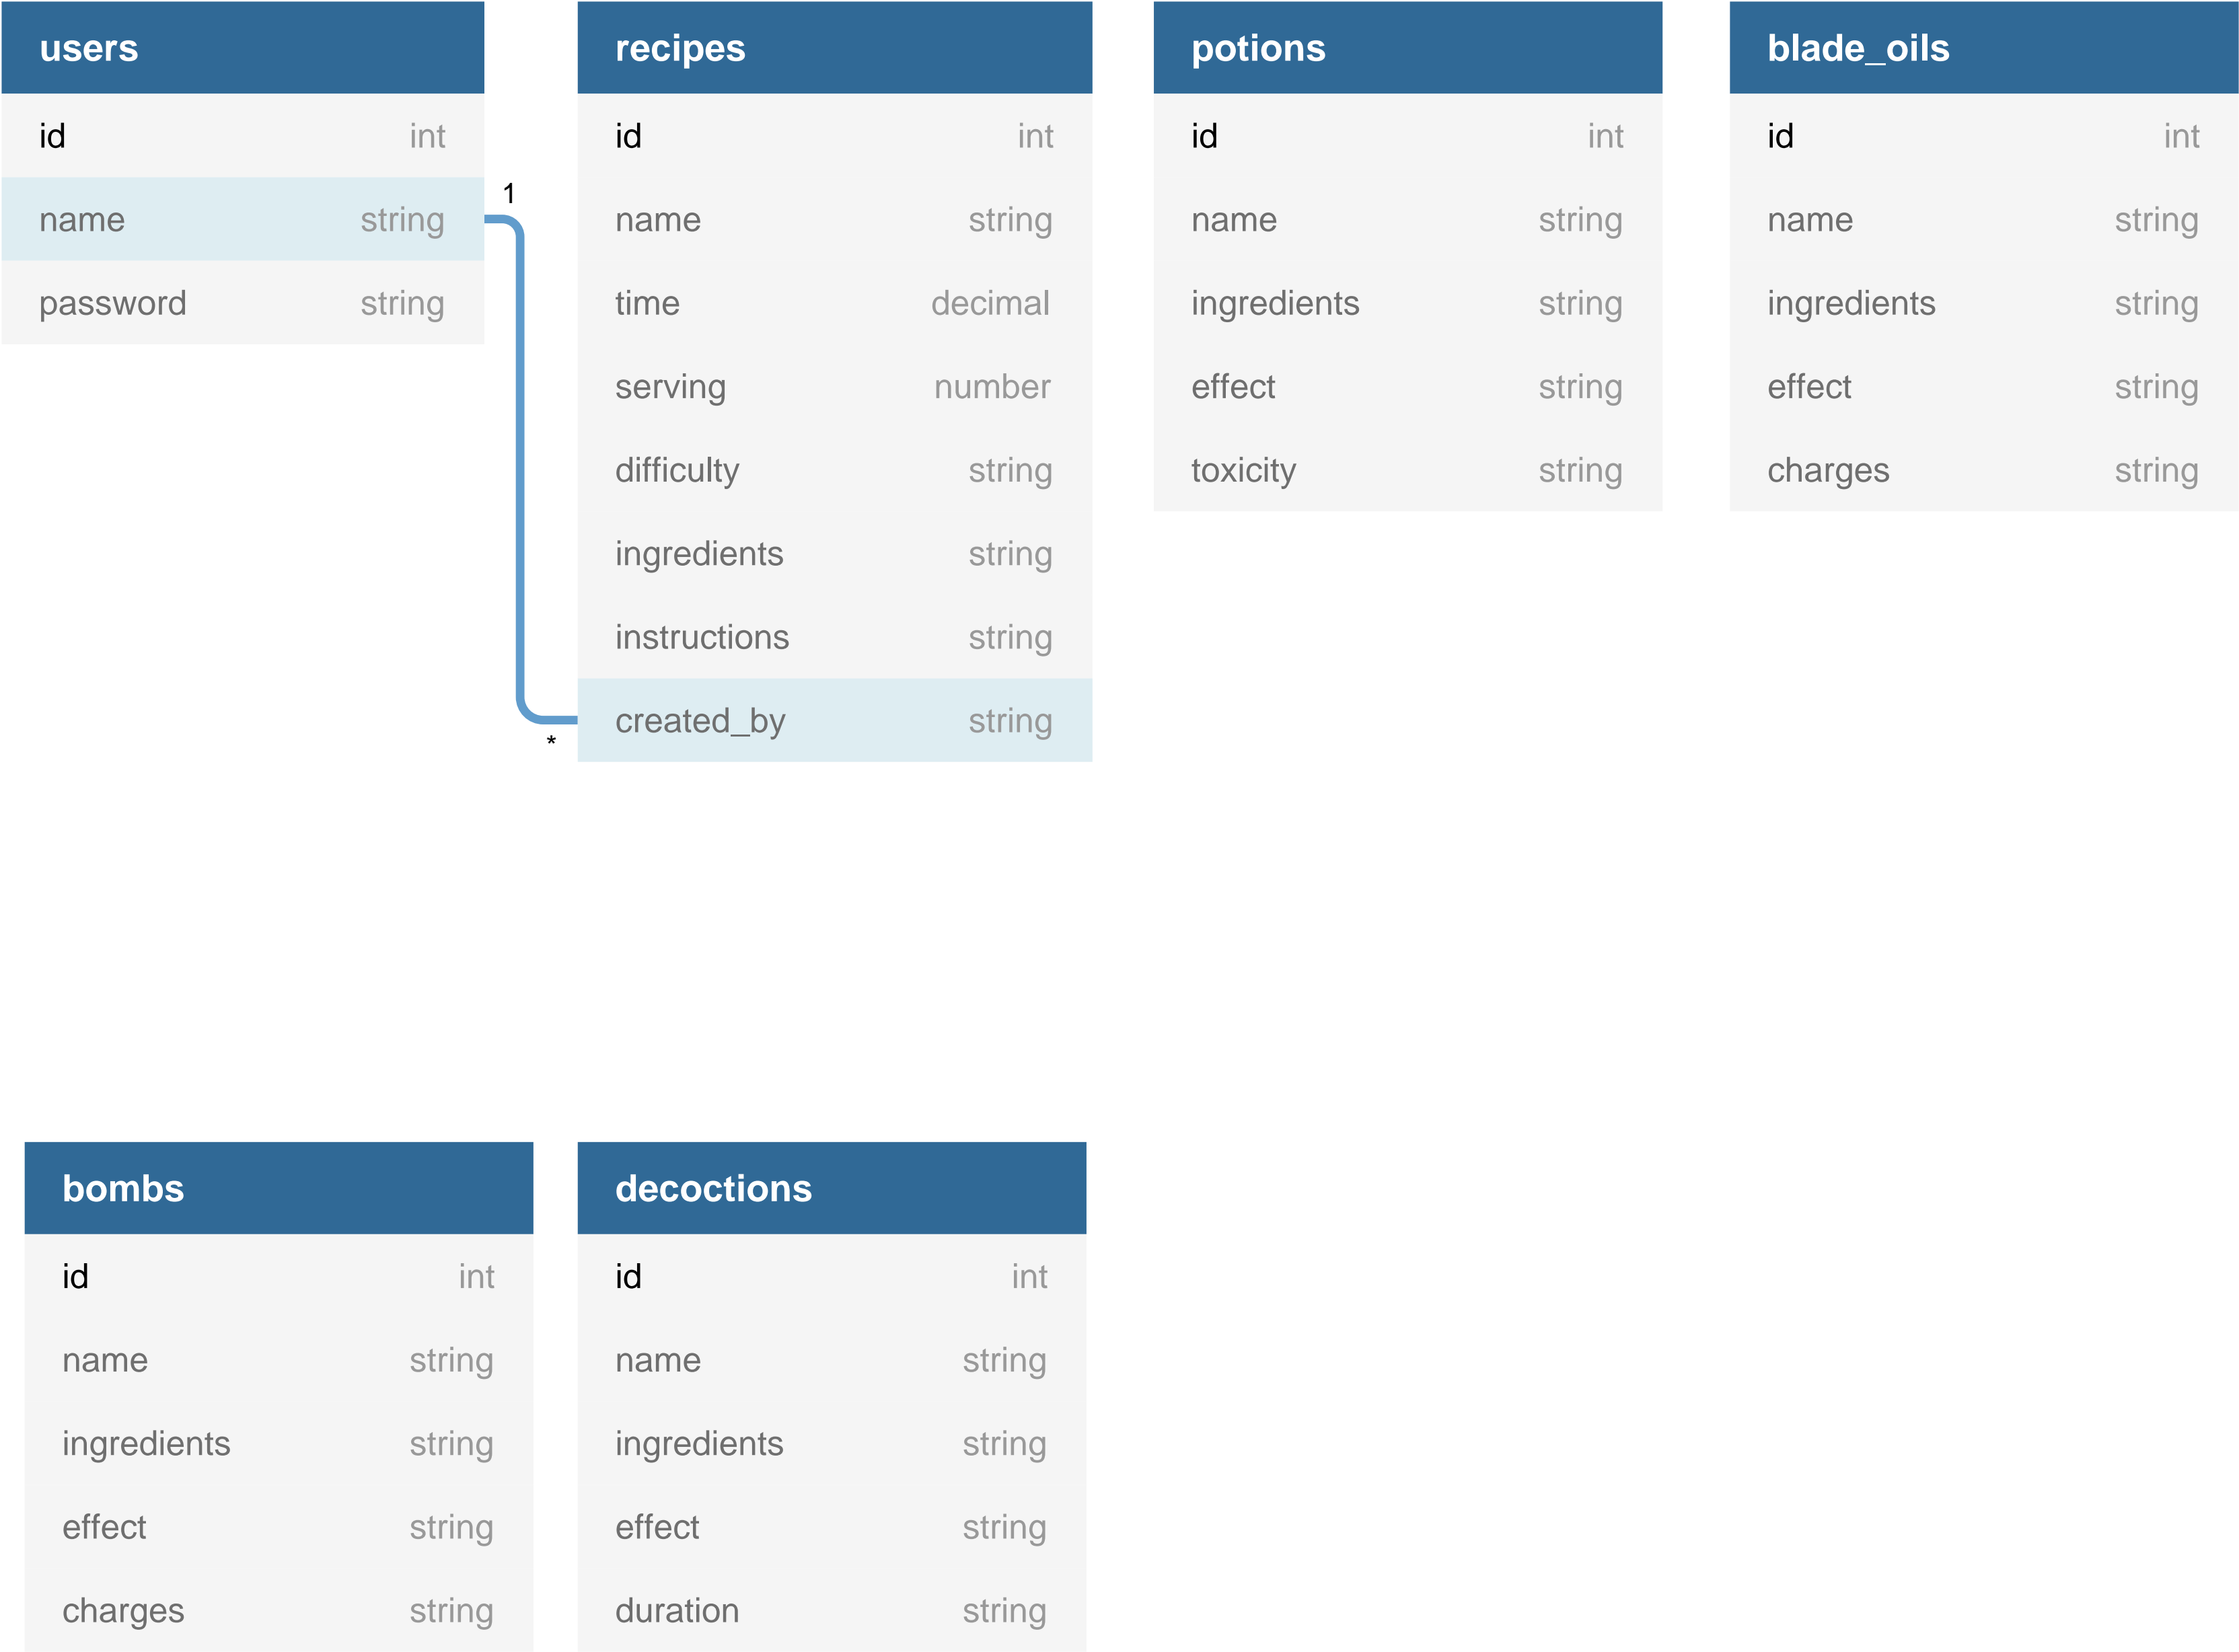 users
id int
name string
password string
1
*
recipes
id int
name string
time decimal
serving number
difficulty string
ingredients string
instructions string
created_by string
potions
id int
name string
ingredients string
effect string
toxicity string
blade_oils
id int
name string
ingredients string
effect string
charges string
bombs
id int
name string
ingredients string
effect string
charges string
decoctions
id int
name string
ingredients string
effect string
duration string